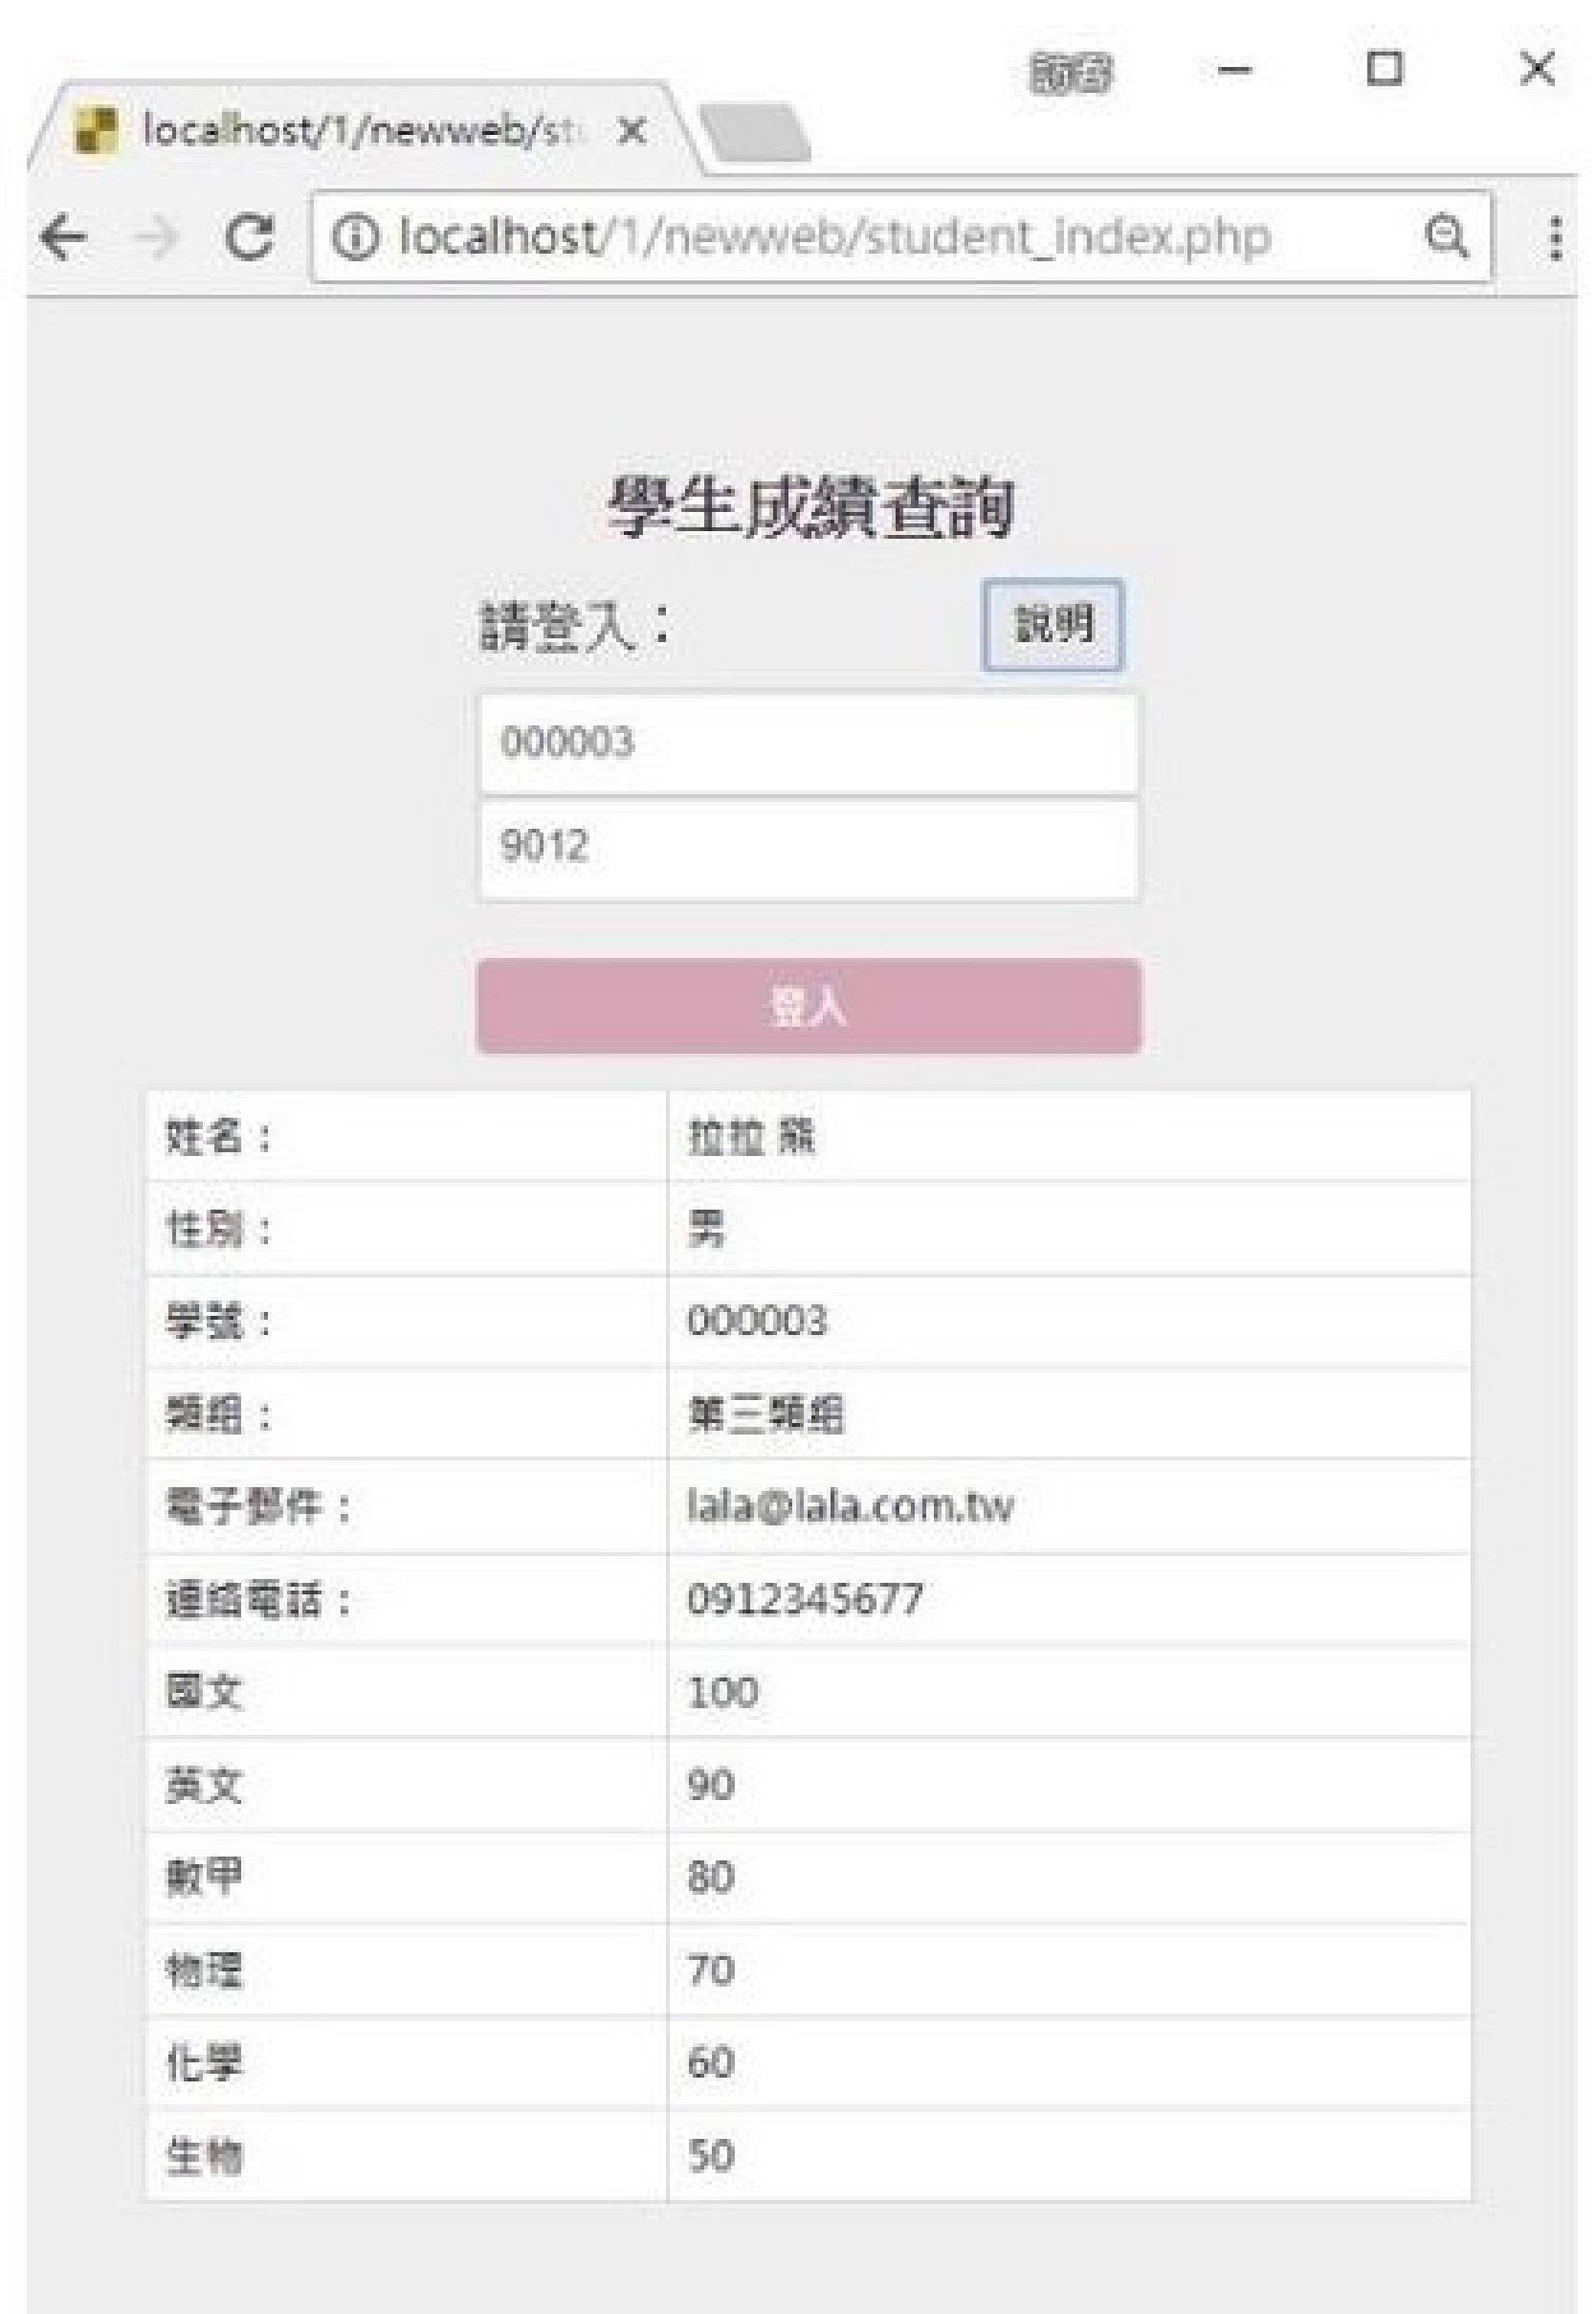 訪客
localhost/1/newweb/st
localhost/1/newweb/student_index.php
學生成績查詢
請登入： 說明
000003
9012
登入
姓名： 拉拉 熊
性別： 男
學號： 000003
類組： 第三類組
電子郵件： lala@lala.com.tw
連絡電話： 0912345677
國文 100
英文 90
數甲 80
物理 70
化學 60
生物 50